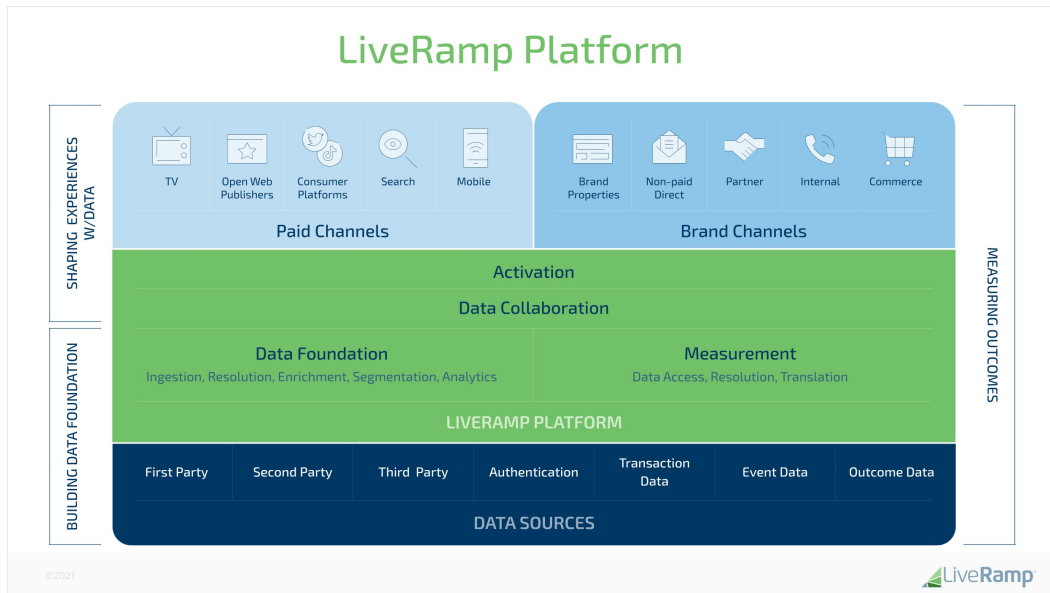 LiveRamp Platform
SHAPING EXPERIENCES
W/DATA
TV
Open Web
Publishers
Consumer
Platforms
Search
Mobile
Paid Channels
Brand
Properties
Non-paid
Direct
Partner
Internal
Commerce
Brand Channels
Activation
Data Collaboration
Data Foundation
Ingestion, Resolution, Enrichment, Segmentation, Analytics
Measurement
Data Access, Resolution, Translation
LIVERAMP PLATFORM
BUILDING DATA FOUNDATION
First Party
Second Party
Third Party
Authentication
Transaction
Data
Event Data
Outcome Data
DATA SOURCES
MEASURING OUTCOMES
©2021
LiveRamp